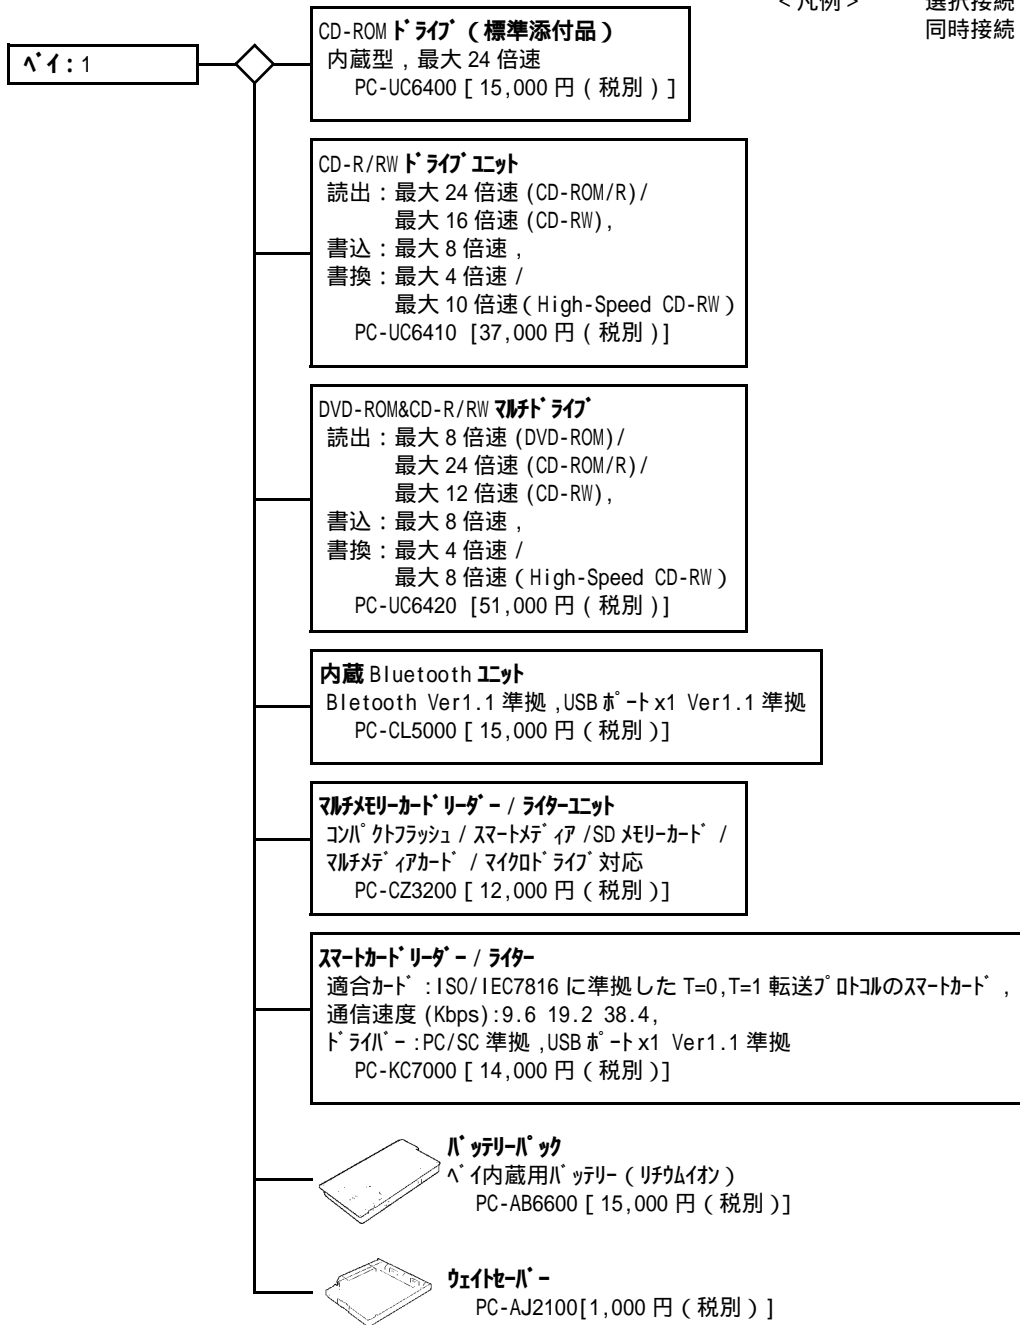 <凡例> 選択接続
同時接続
ベイ:1
CD-ROM ドライブ (標準添付品)
内蔵型,最大 24 倍速
PC-UC6400 [ 15,000 円 ( 税別 ) ]
CD-R/RW ドライブユニット
読出:最大 24 倍速 (CD-ROM/R)/
最大 16 倍速 (CD-RW),
書込:最大 8 倍速,
書換:最大 4 倍速 /
最大 10 倍速 ( High-Speed CD-RW )
PC-UC6410 [37,000 円 ( 税別 )]
DVD-ROM&CD-R/RW マルチドライブ
読出:最大 8 倍速 (DVD-ROM)/
最大 24 倍速 (CD-ROM/R)/
最大 12 倍速 (CD-RW),
書込:最大 8 倍速,
書換:最大 4 倍速 /
最大 8 倍速 ( High-Speed CD-RW )
PC-UC6420 [51,000 円 ( 税別 )]
内蔵 Bluetooth ユニット
Bletooth Ver1.1 準拠 ,USB ポート x1 Ver1.1 準拠
PC-CL5000 [ 15,000 円 ( 税別 )]
マルチメモリーカードリーダー / ライターユニット
コンパクトフラッシュ / スマートメディア /SD メモリーカード /
マルチメディアカード / マイクロドライブ 対応
PC-CZ3200 [ 12,000 円 ( 税別 )]
スマートカードリーダー / ライター
適合カード :ISO/IEC7816 に準拠した T=0,T=1 転送プロトコルのスマートカード ,
通信速度 (Kbps):9.6 19.2 38.4,
ドライバー :PC/SC 準拠 ,USB ポート x1 Ver1.1 準拠
PC-KC7000 [ 14,000 円 ( 税別 )]
バッテリーパック
ベイ内蔵用バッテリー ( リチウムイオン )
PC-AB6600 [ 15,000 円 ( 税別 )]
ウェイトセーバー
PC-AJ2100[1,000 円 ( 税別 ) ]